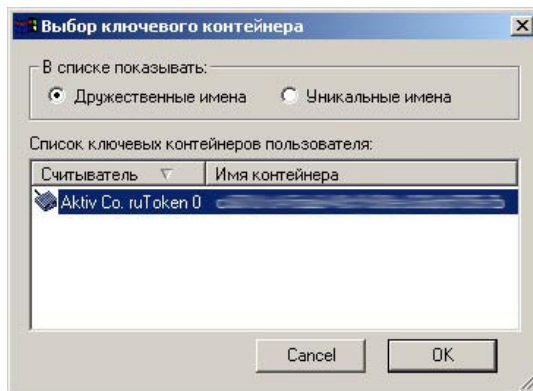 Выбор ключевого контейнера
В списке показывать:
Дружественные имена Уникальные имена
Список ключевых контейнеров пользователя:
Считыватель Имя контейнера
Aktiv Co. ruToken 0
Cancel OK